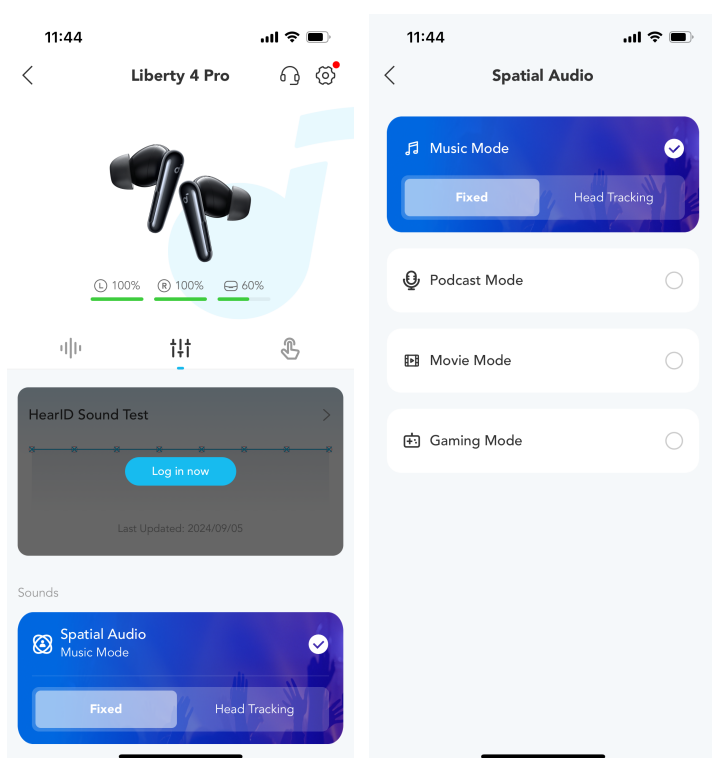 11:44
Liberty 4 Pro
L 100% R 100% 60%
HearID Sound Test
Log in now
Last Updated: 2024/09/05
Sounds
Spatial Audio
Music Mode
Fixed Head Tracking
11:44
Spatial Audio
Music Mode
Fixed Head Tracking
Podcast Mode
Movie Mode
Gaming Mode